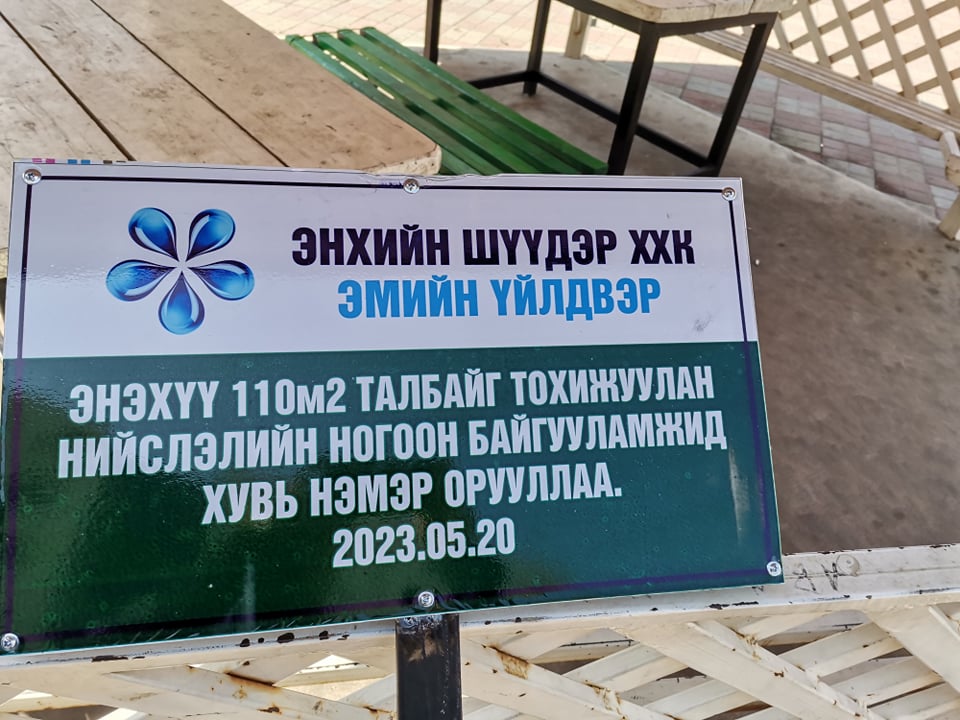 ЭНХИЙН ШҮҮДЭР ХХК
ЭМИЙН ҮЙЛДВЭР
ЭНЭХҮҮ 110м2 ТАЛБАЙГ ТОХИЖУУЛАН
НИЙСЛЭЛИЙН НОГООН БАЙГУУЛАМЖИД
ХУВЬ НЭМЭР ОРУУЛЛАА.
2023.05.20